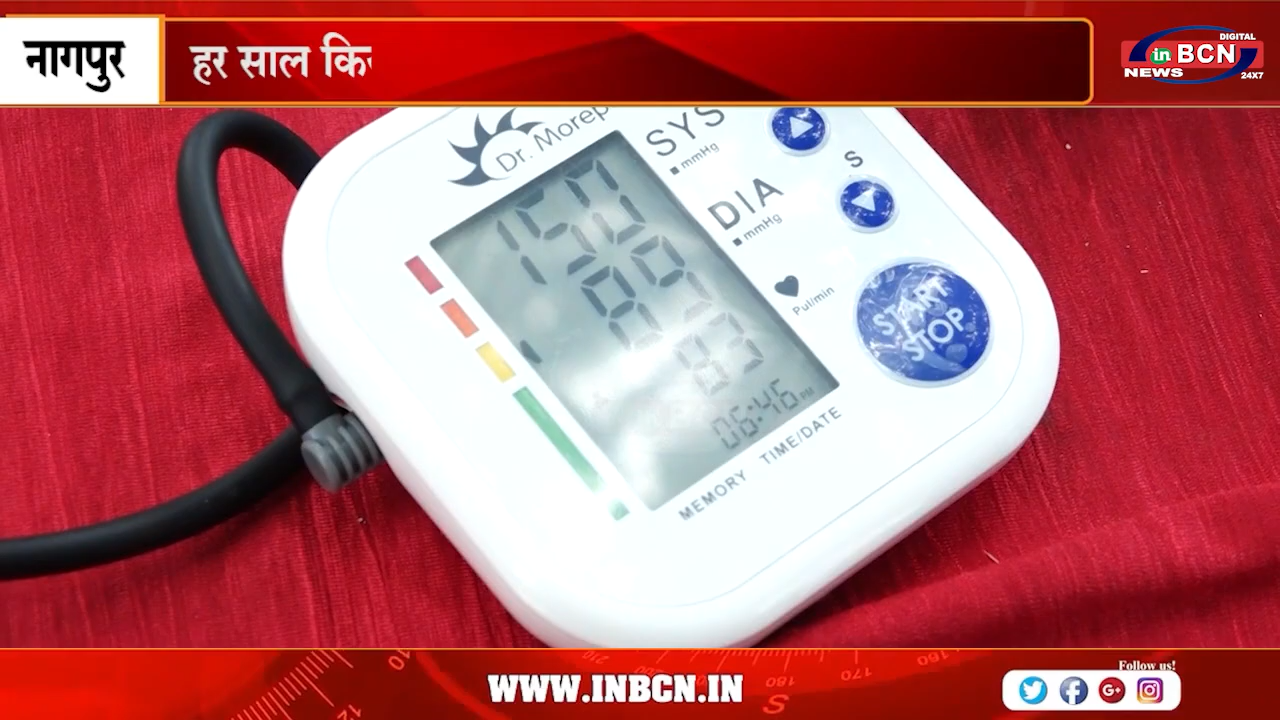 नागपुर
हर साल कि
DIGITAL
in BCN
NEWS
24X7
Dr. Morep
SYS
mmHg
DIA
mmHg
S
Pul/min
START
STOP
150
83
06:46 PM
MEMORY TIME/DATE
WWW.INBCN.IN
Follow us!